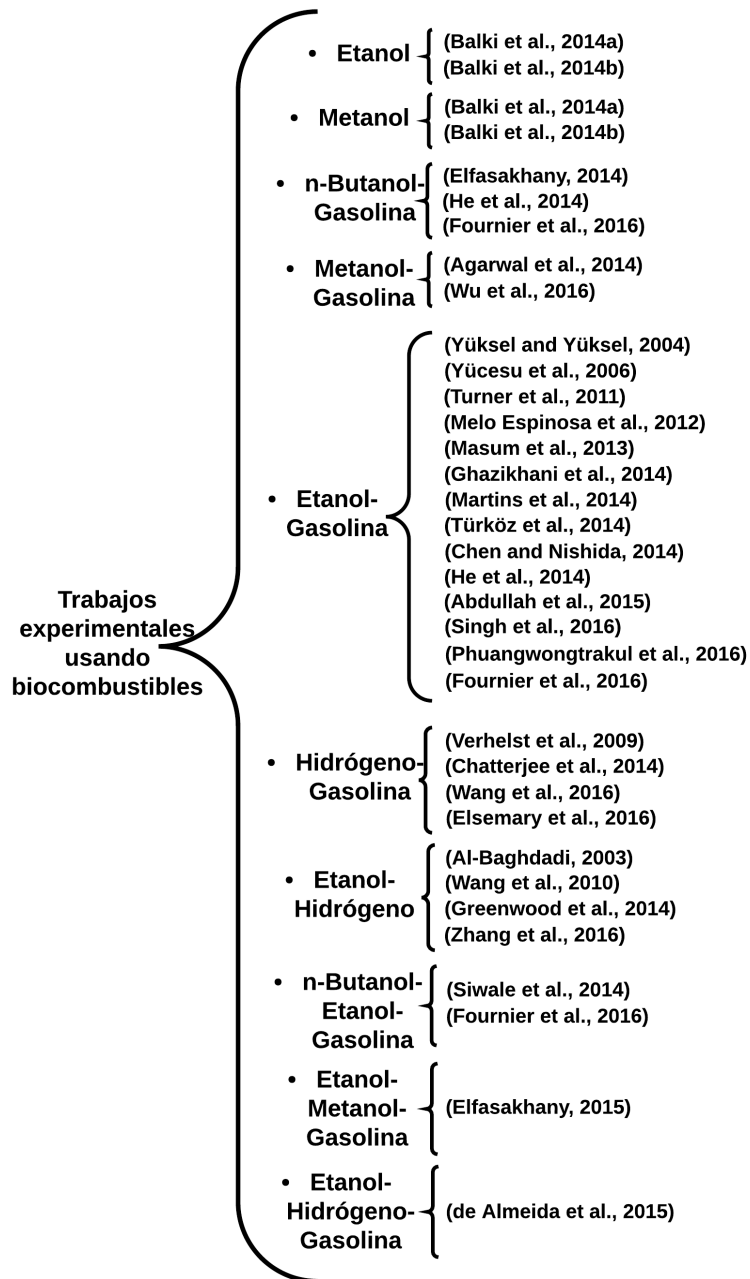 Trabajos
experimentales
usando
biocombustibles
• Etanol
(Balki et al., 2014a)
(Balki et al., 2014b)
• Metanol
(Balki et al., 2014a)
(Balki et al., 2014b)
• n-Butanol-
Gasolina
(Elfasakhany, 2014)
(He et al., 2014)
(Fournier et al., 2016)
• Metanol-
Gasolina
(Agarwal et al., 2014)
(Wu et al., 2016)
• Etanol-
Gasolina
(Yüksel and Yüksel, 2004)
(Yücesu et al., 2006)
(Turner et al., 2011)
(Melo Espinosa et al., 2012)
(Masum et al., 2013)
(Ghazikhani et al., 2014)
(Martins et al., 2014)
(Türköz et al., 2014)
(Chen and Nishida, 2014)
(He et al., 2014)
(Abdullah et al., 2015)
(Singh et al., 2016)
(Phuangwongtrakul et al., 2016)
(Fournier et al., 2016)
• Hidrógeno-
Gasolina
(Verhelst et al., 2009)
(Chatterjee et al., 2014)
(Wang et al., 2016)
(Elsemary et al., 2016)
• Etanol-
Hidrógeno
(Al-Baghdadi, 2003)
(Wang et al., 2010)
(Greenwood et al., 2014)
(Zhang et al., 2016)
• n-Butanol-
Etanol-
Gasolina
(Siwale et al., 2014)
(Fournier et al., 2016)
• Etanol-
Metanol-
Gasolina
(Elfasakhany, 2015)
• Etanol-
Hidrógeno-
Gasolina
(de Almeida et al., 2015)